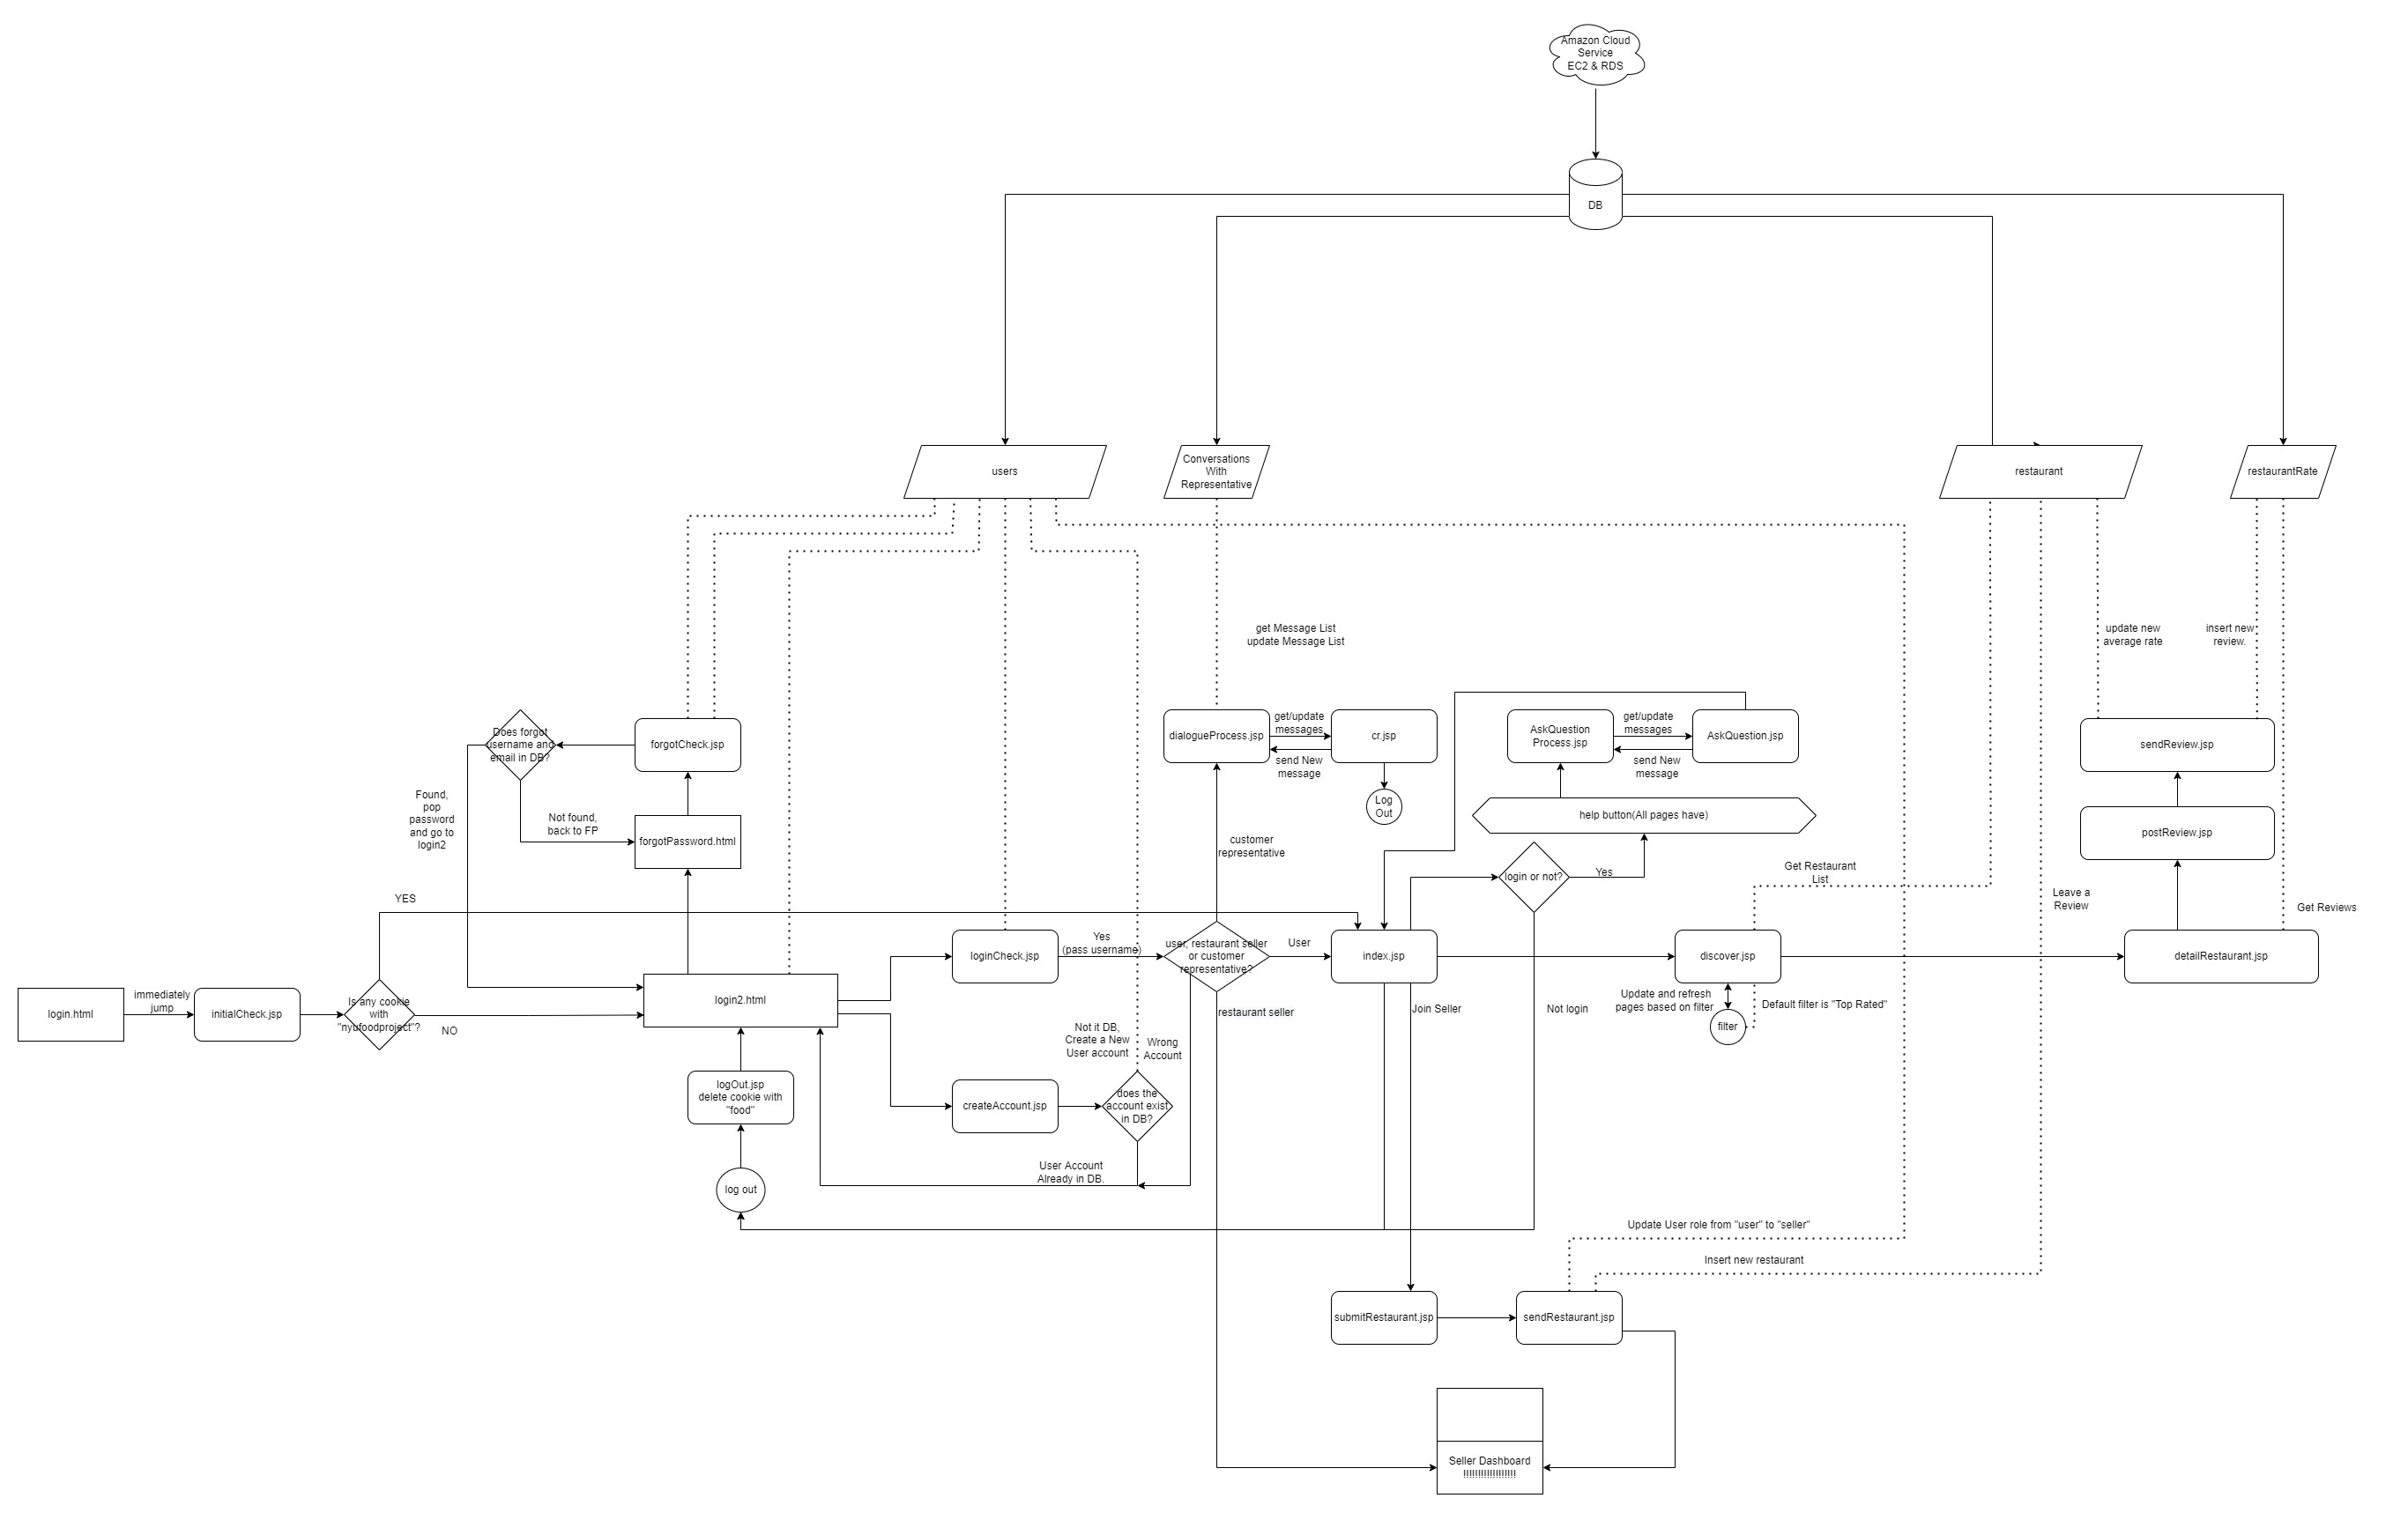 Amazon Cloud
Service
EC2 & RDS
DB
users
Conversations
With
Representative
restaurant
restaurantRate
get Message List
update Message List
update new
average rate
insert new
review.
Does forgot
username and
email in DB?
forgotCheck.jsp
dialogueProcess.jsp
get/update
messages
send New
message
cr.jsp
AskQuestion
Process.jsp
get/update
messages
send New
message
AskQuestion.jsp
sendReview.jsp
Found,
pop
password
and go to
login2
Not found,
back to FP
forgotPassword.html
Log
Out
help button(All pages have)
postReview.jsp
customer
representative
login or not?
Yes
Get Restaurant
List
Leave a
Review
Get Reviews
YES
loginCheck.jsp
Yes
(pass username)
user, restaurant seller
or customer
representative?
User
index.jsp
discover.jsp
detailRestaurant.jsp
login.html
immediately
jump
initialCheck.jsp
Is any cookie
with
"nyufoodproject"?
NO
login2.html
restaurant seller
Join Seller
Not login
Update and refresh
pages based on filter
filter
Default filter is "Top Rated"
Not it DB,
Create a New
User account
Wrong
Account
logOut.jsp
delete cookie with
"food"
createAccount.jsp
does the
account exist
in DB?
User Account
Already in DB.
log out
Update User role from "user" to "seller"
Insert new restaurant
submitRestaurant.jsp
sendRestaurant.jsp
Seller Dashboard
!!!!!!!!!!!!!!!!!!